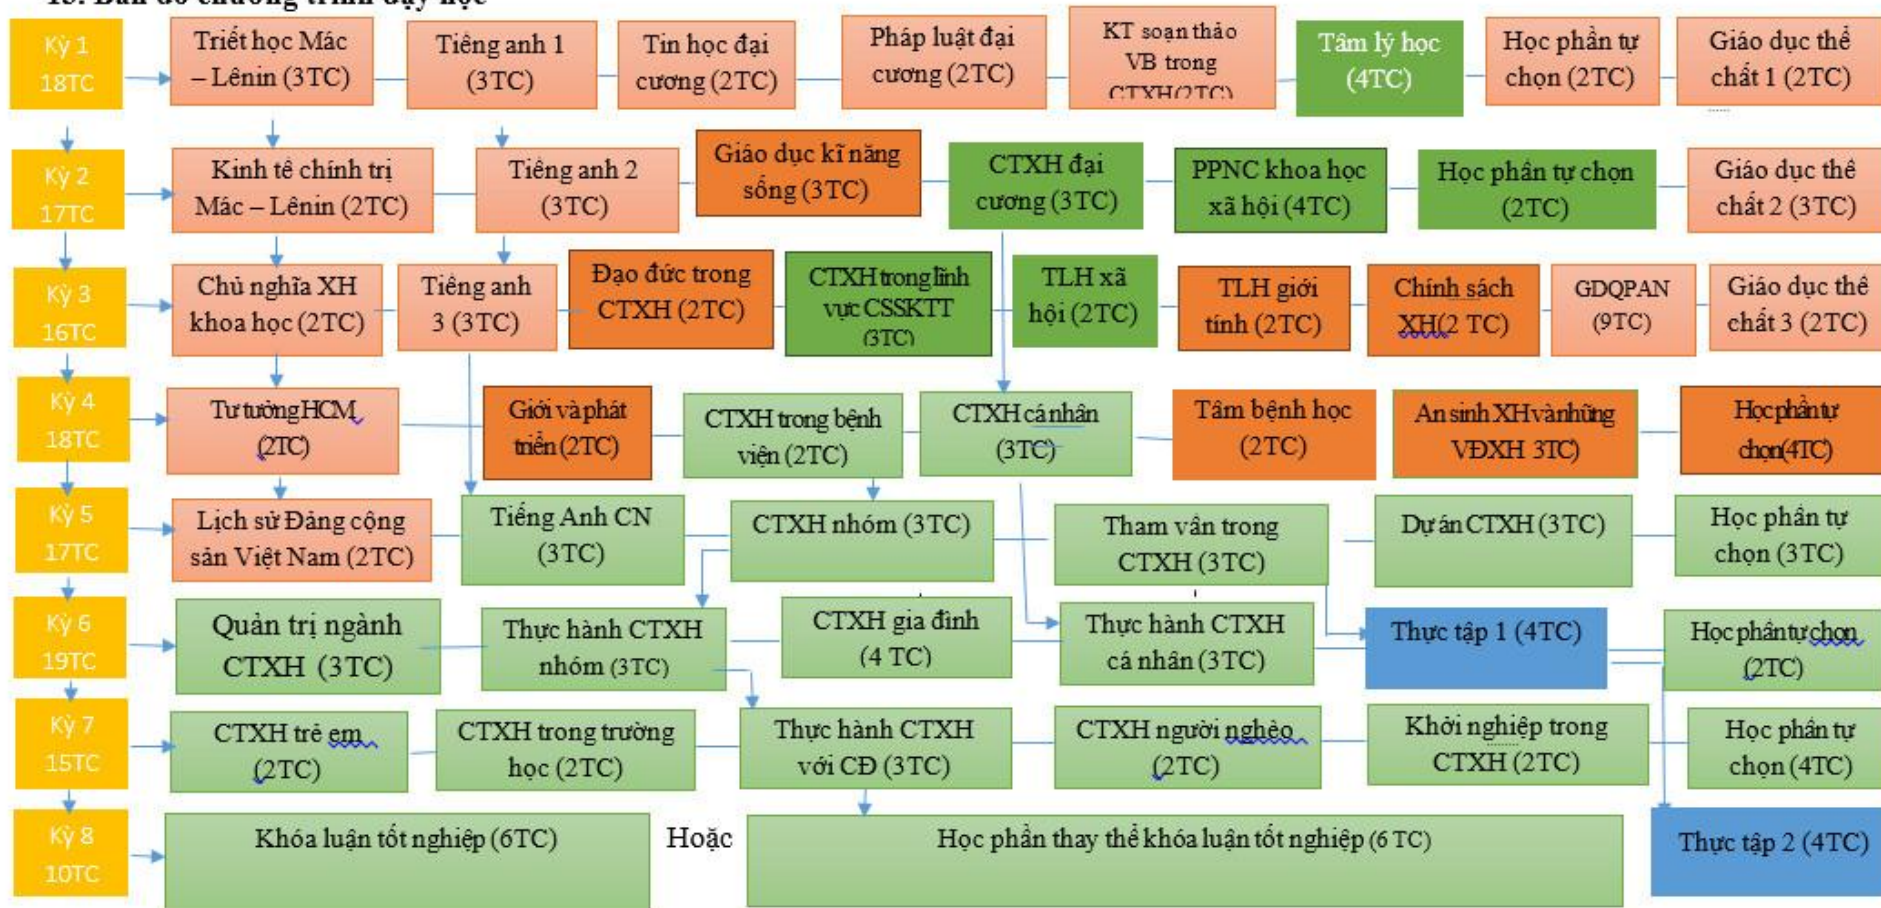 13. Bản đồ chương trình dạy học
Kỳ 1
18TC
Triết học Mác
– Lênin (3TC)
Tiếng anh 1
(3TC)
Tin học đại
cương (2TC)
Pháp luật đại
cương (2TC)
KT soạn thảo
VB trong
CTXH(2TC)
Tâm lý học
(4TC)
Học phần tự
chọn (2TC)
Giáo dục thể
chất 1 (2TC)
Kỳ 2
17TC
Kinh tế chính trị
Mác – Lênin (2TC)
Tiếng anh 2
(3TC)
Giáo dục kĩ năng
sống (3TC)
CTXH đại
cương (3TC)
PPNC khoa học
xã hội (4TC)
Học phần tự chọn
(2TC)
Giáo dục thể
chất 2 (3TC)
Kỳ 3
16TC
Chủ nghĩa XH
khoa học (2TC)
Tiếng anh
3 (3TC)
Đạo đức trong
CTXH (2TC)
CTXH trong lĩnh
vực CSSKTT
(3TC)
TLH xã
hội (2TC)
TLH giới
tính (2TC)
Chính sách
XH(2 TC)
GDQPAN
(9TC)
Giáo dục thể
chất 3 (2TC)
Kỳ 4
18TC
Tư tưởng HCM
(2TC)
Giới và phát
triển (2TC)
CTXH trong bệnh
viện (2TC)
CTXH cá nhân
(3TC)
Tâm bệnh học
(2TC)
An sinh XH và những
VĐXH 3TC)
Học phần tự
chọn(4TC)
Kỳ 5
17TC
Lịch sử Đảng cộng
sản Việt Nam (2TC)
Tiếng Anh CN
(3TC)
CTXH nhóm (3TC)
Tham vấn trong
CTXH (3TC)
Dự án CTXH (3TC)
Học phần tự
chọn (3TC)
Kỳ 6
19TC
Quản trị ngành
CTXH (3TC)
Thực hành CTXH
nhóm (3TC)
CTXH gia đình
(4 TC)
Thực hành CTXH
cá nhân (3TC)
Thực tập 1 (4TC)
Học phần tự chọn
(2TC)
Kỳ 7
15TC
CTXH trẻ em
(2TC)
CTXH trong trường
học (2TC)
Thực hành CTXH
với CĐ (3TC)
CTXH người nghèo
(2TC)
Khởi nghiệp trong
CTXH (2TC)
Học phần tự
chọn (4TC)
Kỳ 8
10TC
Khóa luận tốt nghiệp (6TC)
Hoặc
Học phần thay thế khóa luận tốt nghiệp (6 TC)
Thực tập 2 (4TC)